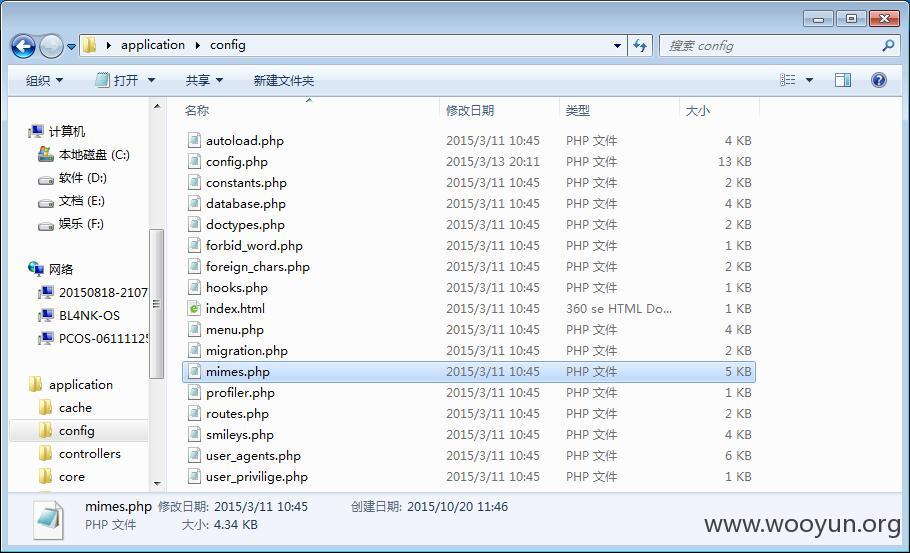 application config
搜索 config
组织 打开 共享 新建文件夹
名称 修改日期 类型 大小
计算机
本地磁盘 (C:)
软件 (D:)
文档 (E:)
娱乐 (F:)
网络
20150818-2107
BL4NK-OS
PCOS-06111125
application
cache
config
controllers
core
autoload.php 2015/3/11 10:45 PHP 文件 4 KB
config.php 2015/3/13 20:11 PHP 文件 13 KB
constants.php 2015/3/11 10:45 PHP 文件 2 KB
database.php 2015/3/11 10:45 PHP 文件 4 KB
doctypes.php 2015/3/11 10:45 PHP 文件 2 KB
forbid_word.php 2015/3/11 10:45 PHP 文件 1 KB
foreign_chars.php 2015/3/11 10:45 PHP 文件 2 KB
hooks.php 2015/3/11 10:45 PHP 文件 1 KB
index.html 2015/3/11 10:45 360 se HTML Do... 1 KB
menu.php 2015/3/11 10:45 PHP 文件 4 KB
migration.php 2015/3/11 10:45 PHP 文件 2 KB
mimes.php 2015/3/11 10:45 PHP 文件 5 KB
profiler.php 2015/3/11 10:45 PHP 文件 1 KB
routes.php 2015/3/11 10:45 PHP 文件 2 KB
smileys.php 2015/3/11 10:45 PHP 文件 4 KB
user_agents.php 2015/3/11 10:45 PHP 文件 6 KB
user_privilige.php 2015/3/11 10:45 PHP 文件 1 KB
mimes.php 修改日期: 2015/3/11 10:45 创建日期: 2015/10/20 11:46
PHP 文件 大小: 4.34 KB
www.wooyun.org